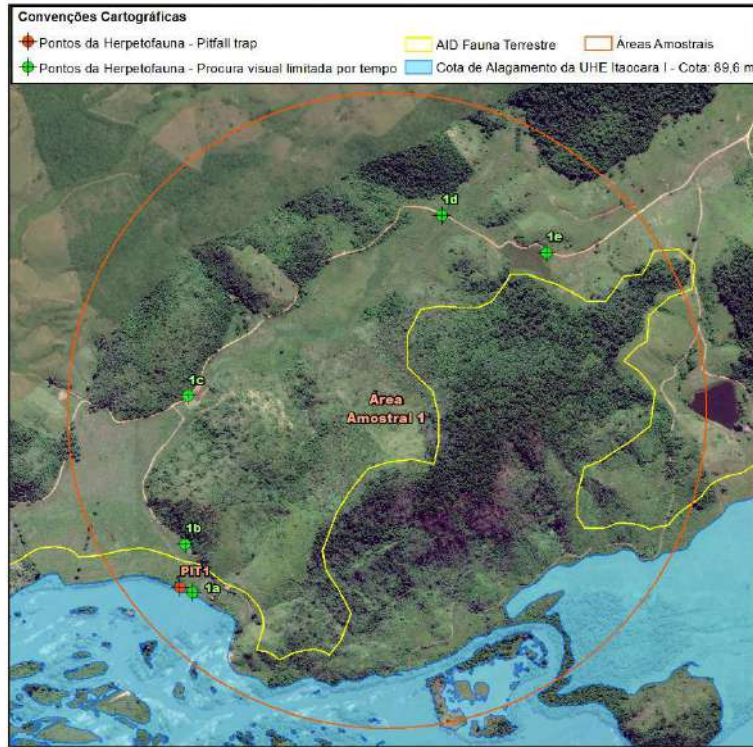 Convenções Cartográficas
Pontos da Herpetofauna - Pitfall trap
AID Fauna Terrestre
Áreas Amostrais
Pontos da Herpetofauna - Procura visual limitada por tempo
Cota de Alagamento da UHE Itaocara I - Cota: 89,6 m
1d
1e
1c
Área
Amostral 1
1b
PIT1
1a